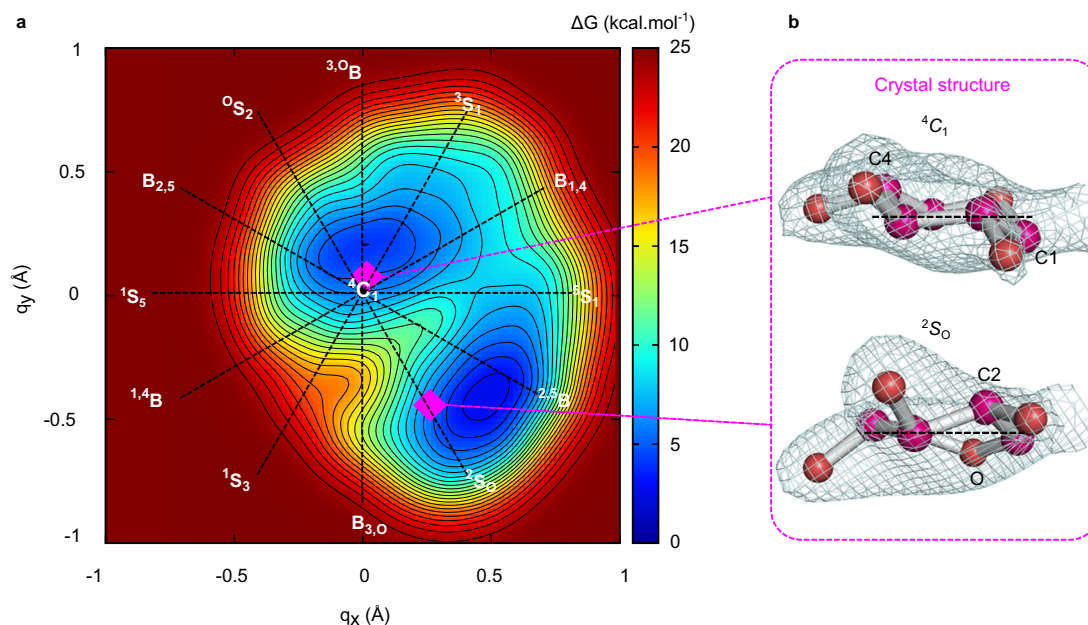 a
ΔG (kcal.mol⁻¹)
b
1
0.5
0
-0.5
-1
qy (Å)
-1
-0.5
0
0.5
1
qx (Å)
3,OB
3S1
OS2
B2,5
B1,4
1S5
4C1
5S1
1,4B
2,5B
1S3
2SO
B3,O
25
20
15
10
5
0
Crystal structure
4C1
C4
C1
2SO
C2
O